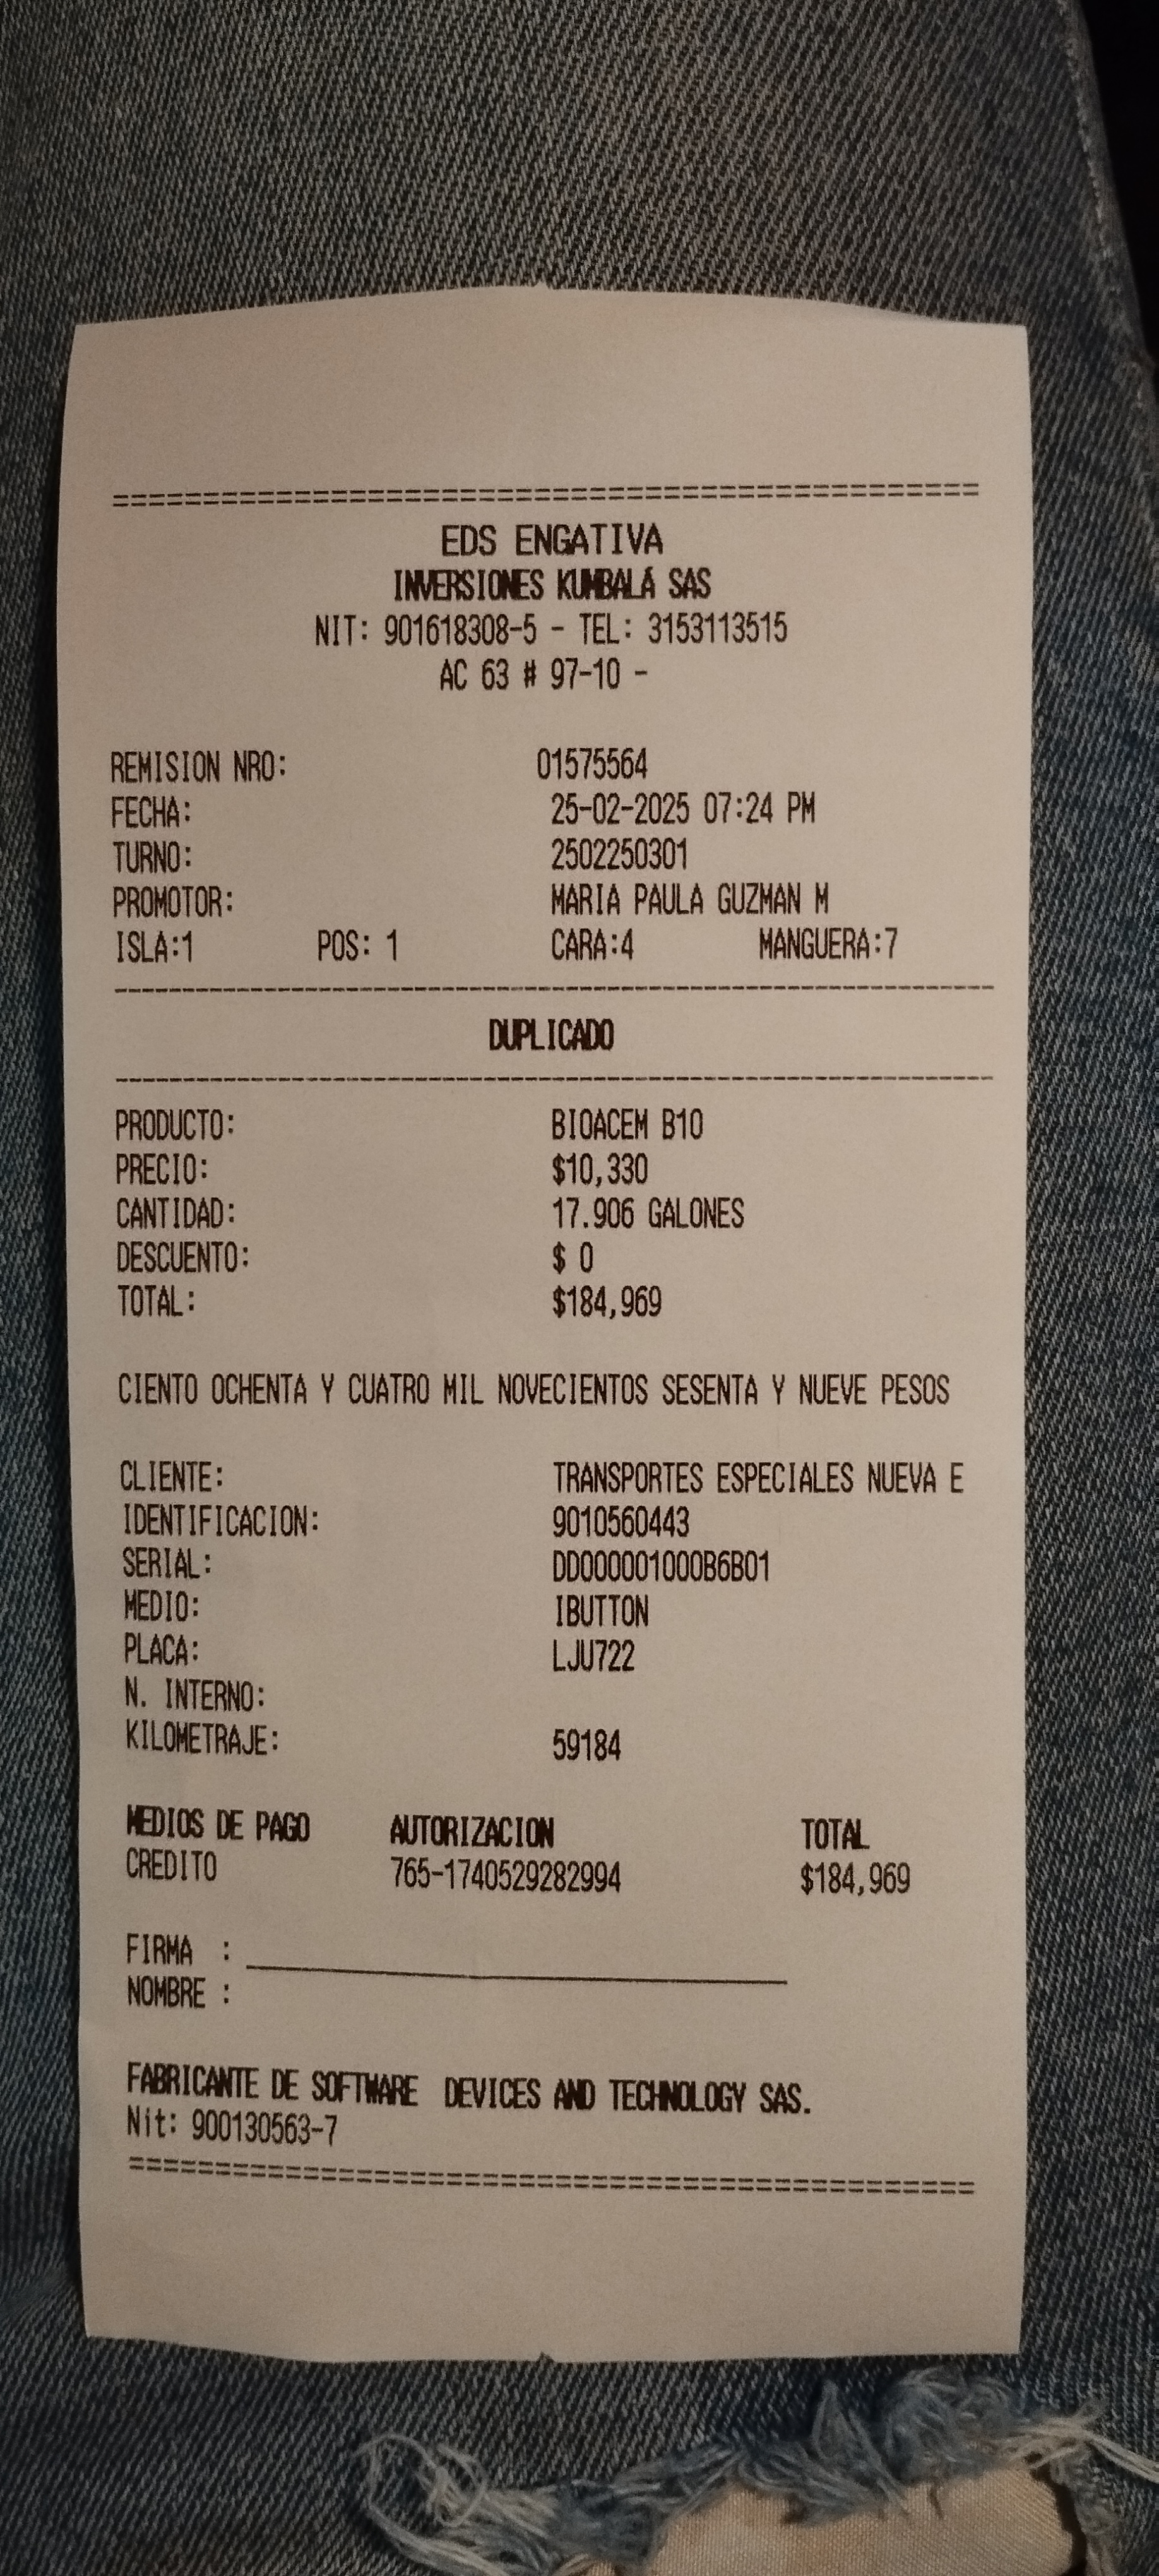 ================================================
EDS ENGATIVA
INVERSIONES KUMBALÁ SAS
NIT: 901618308-5 - TEL: 3153113515
AC 63 # 97-10 -
REMISION NRO: 01575564
FECHA: 25-02-2025 07:24 PM
TURNO: 2502250301
PROMOTOR: MARIA PAULA GUZMAN M
ISLA:1 POS: 1 CARA:4 MANGUERA:7
------------------------------------------------
DUPLICADO
------------------------------------------------
PRODUCTO: BIOACEM B10
PRECIO: $10,330
CANTIDAD: 17.906 GALONES
DESCUENTO: $ 0
TOTAL: $184,969
CIENTO OCHENTA Y CUATRO MIL NOVECIENTOS SESENTA Y NUEVE PESOS
CLIENTE: TRANSPORTES ESPECIALES NUEVA E
IDENTIFICACION: 9010560443
SERIAL: DD000001000B6B01
MEDIO: IBUTTON
PLACA: LJU722
N. INTERNO:
KILOMETRAJE: 59184
MEDIOS DE PAGO AUTORIZACION TOTAL
CREDITO 765-1740529282994 $184,969
FIRMA : ______________________________
NOMBRE :
FABRICANTE DE SOFTWARE DEVICES AND TECHNOLOGY SAS.
Nit: 900130563-7
================================================